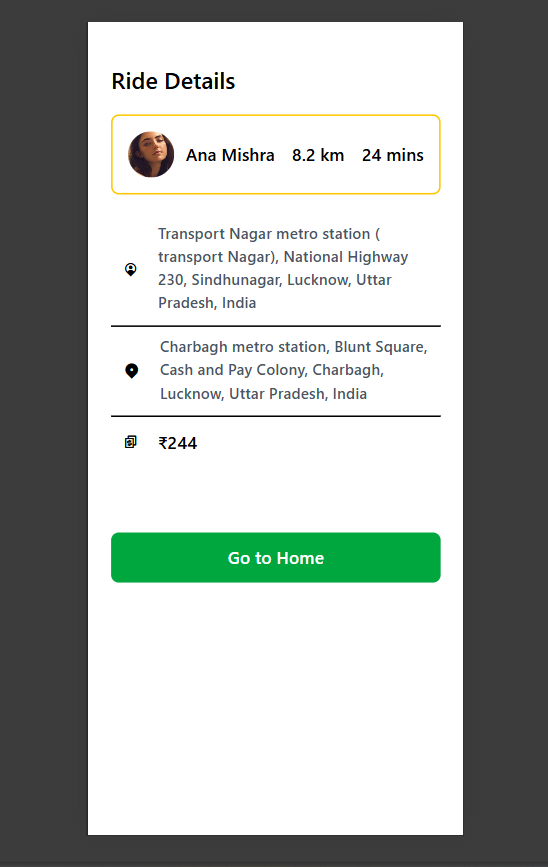 Ride Details
Ana Mishra 8.2 km 24 mins
Transport Nagar metro station (
transport Nagar), National Highway
230, Sindhunagar, Lucknow, Uttar
Pradesh, India
Charbagh metro station, Blunt Square,
Cash and Pay Colony, Charbagh,
Lucknow, Uttar Pradesh, India
₹244
Go to Home